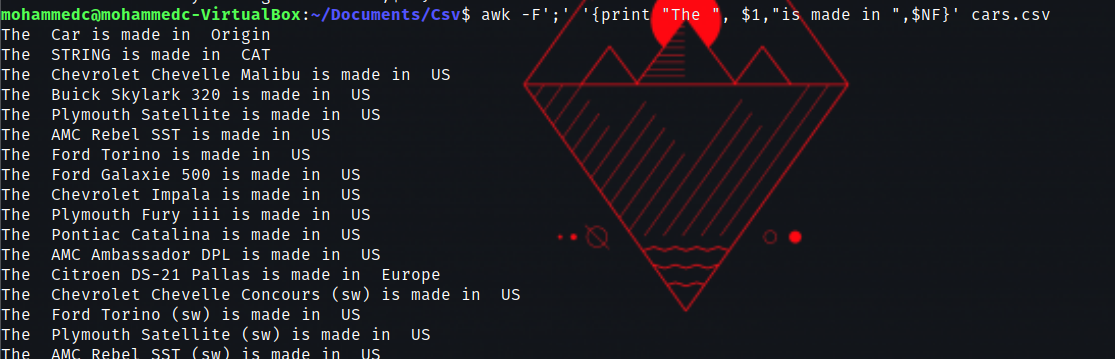 mohammedc@mohammedc-VirtualBox:~/Documents/Csv$ awk -F';' '{print "The ", $1,"is made in ",$NF}' cars.csv
The  Car is made in  Origin
The  STRING is made in  CAT
The  Chevrolet Chevelle Malibu is made in  US
The  Buick Skylark 320 is made in  US
The  Plymouth Satellite is made in  US
The  AMC Rebel SST is made in  US
The  Ford Torino is made in  US
The  Ford Galaxie 500 is made in  US
The  Chevrolet Impala is made in  US
The  Plymouth Fury iii is made in  US
The  Pontiac Catalina is made in  US
The  AMC Ambassador DPL is made in  US
The  Citroen DS-21 Pallas is made in  Europe
The  Chevrolet Chevelle Concours (sw) is made in  US
The  Ford Torino (sw) is made in  US
The  Plymouth Satellite (sw) is made in  US
The  AMC Rebel SST (sw) is made in  US